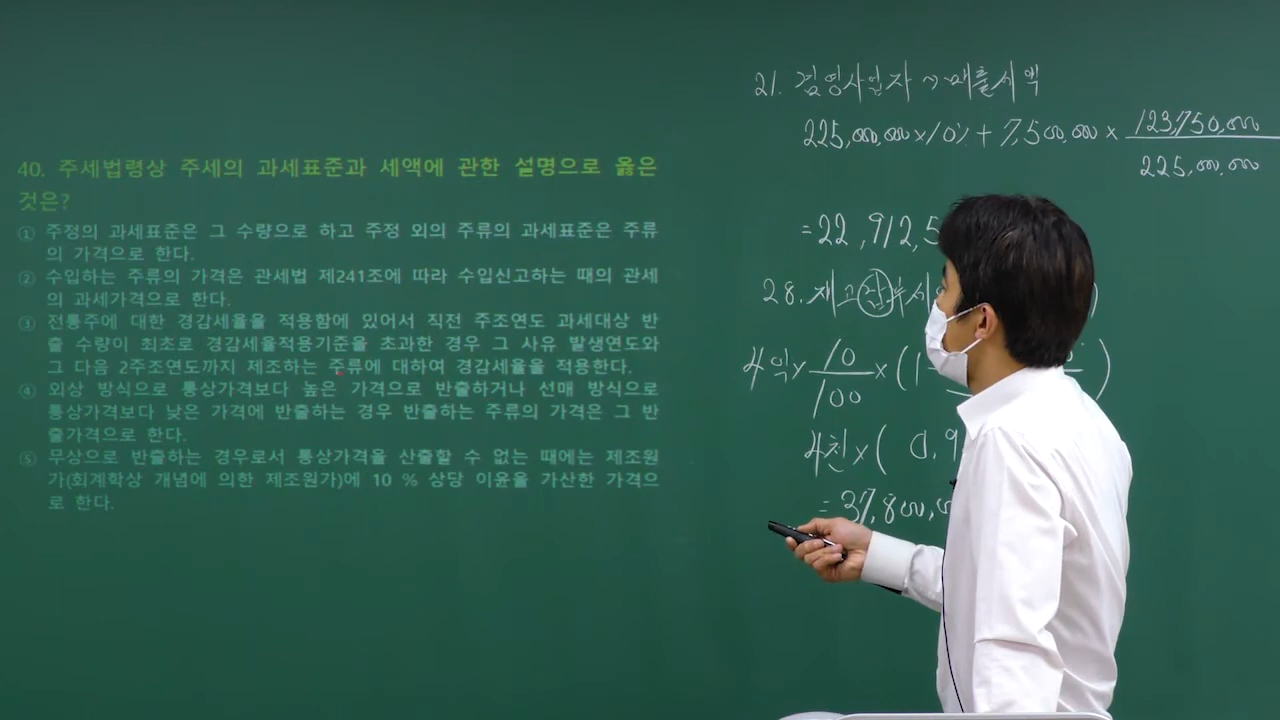 40. 주세법령상 주세의 과세표준과 세액에 관한 설명으로 옳은
것은?
① 주정의 과세표준은 그 수량으로 하고 주정 외의 주류의 과세표준은 주류
의 가격으로 한다.
② 수입하는 주류의 가격은 관세법 제241조에 따라 수입신고하는 때의 관세
의 과세가격으로 한다.
③ 전통주에 대한 경감세율을 적용함에 있어서 직전 주조연도 과세대상 반
출 수량이 최초로 경감세율적용기준을 초과한 경우 그 사유 발생연도와
그 다음 2주조연도까지 제조하는 주류에 대하여 경감세율을 적용한다.
④ 외상 방식으로 통상가격보다 높은 가격으로 반출하거나 선매 방식으로
통상가격보다 낮은 가격에 반출하는 경우 반출하는 주류의 가격은 그 반
출가격으로 한다.
⑤ 무상으로 반출하는 경우로서 통상가격을 산출할 수 없는 때에는 제조원
가(회계학상 개념에 의한 제조원가)에 10 % 상당 이윤을 가산한 가격으
로 한다.
21. 겸영사업자 → 매출세액
225,000,000×10% + 7,500,000 × 123,750,000
225,000,000
=22,912,5
28. 재고
4억× 10 ×(1
100
4천×( 0.9
= 37,800,0